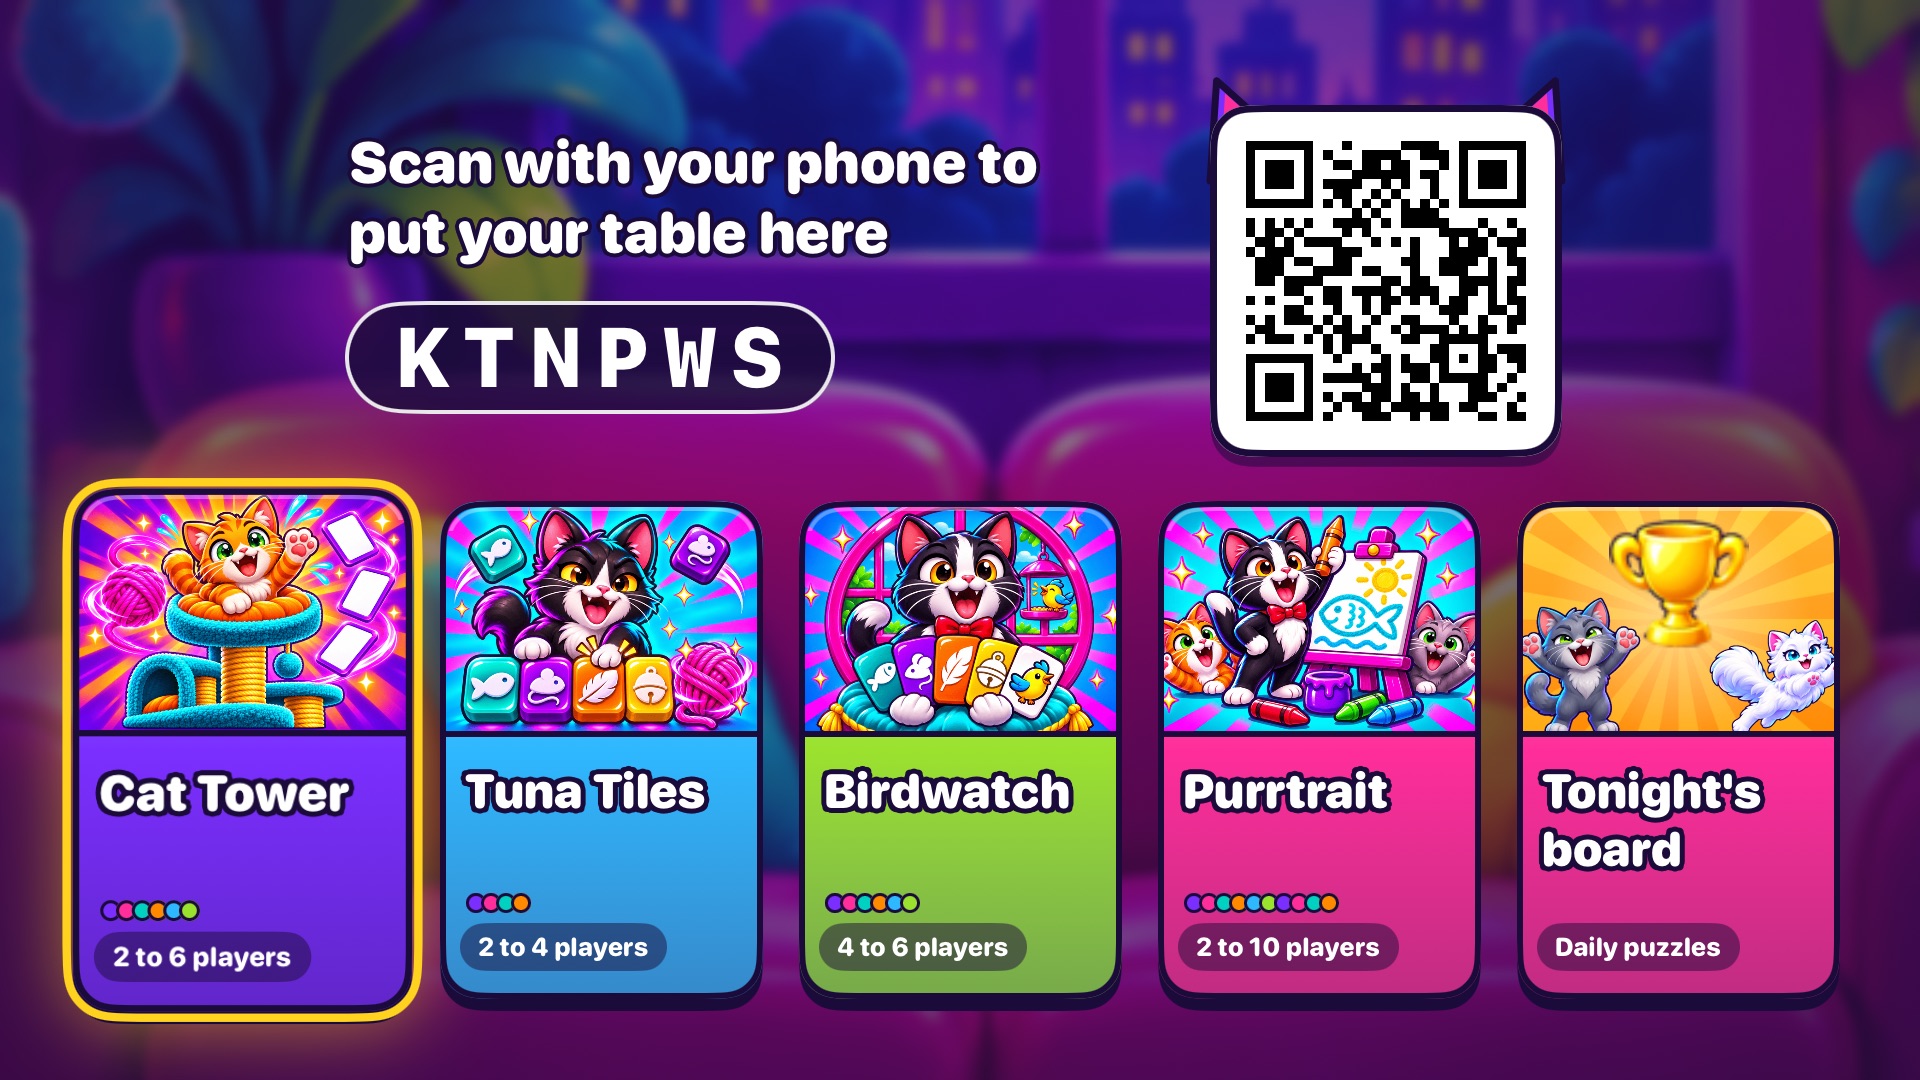 Scan with your phone to
put your table here
KTNPWS
Cat Tower
2 to 6 players
Tuna Tiles
2 to 4 players
Birdwatch
4 to 6 players
Purrtrait
2 to 10 players
Tonight's
board
Daily puzzles